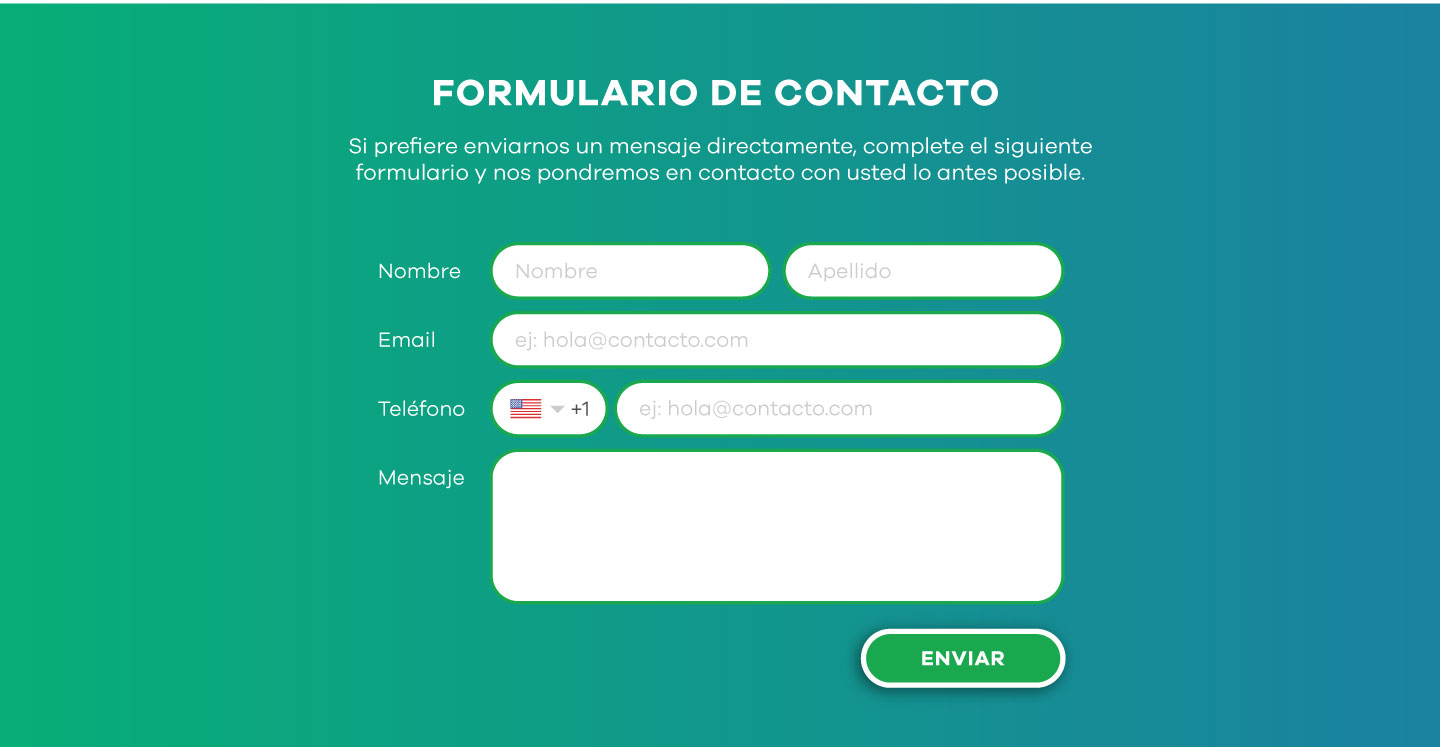 FORMULARIO DE CONTACTO
Si prefiere enviarnos un mensaje directamente, complete el siguiente
formulario y nos pondremos en contacto con usted lo antes posible.
Nombre Nombre Apellido
Email ej: hola@contacto.com
Teléfono +1 ej: hola@contacto.com
Mensaje
ENVIAR